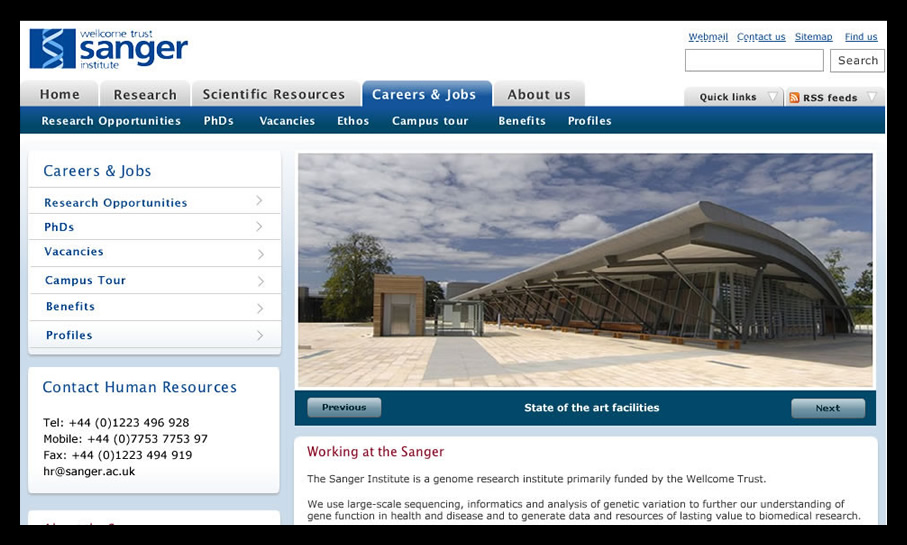 wellcome trust
sanger
institute
Webmail Contact us Sitemap Find us
Search
Home Research Scientific Resources Careers & Jobs About us
Quick links RSS feeds
Research Opportunities PhDs Vacancies Ethos Campus tour Benefits Profiles
Careers & Jobs
Research Opportunities
PhDs
Vacancies
Campus Tour
Benefits
Profiles
Contact Human Resources
Tel: +44 (0)1223 496 928
Mobile: +44 (0)7753 7753 97
Fax: +44 (0)1223 494 919
hr@sanger.ac.uk
Previous State of the art facilities Next
Working at the Sanger
The Sanger Institute is a genome research institute primarily funded by the Wellcome Trust.
We use large-scale sequencing, informatics and analysis of genetic variation to further our understanding of
gene function in health and disease and to generate data and resources of lasting value to biomedical research.